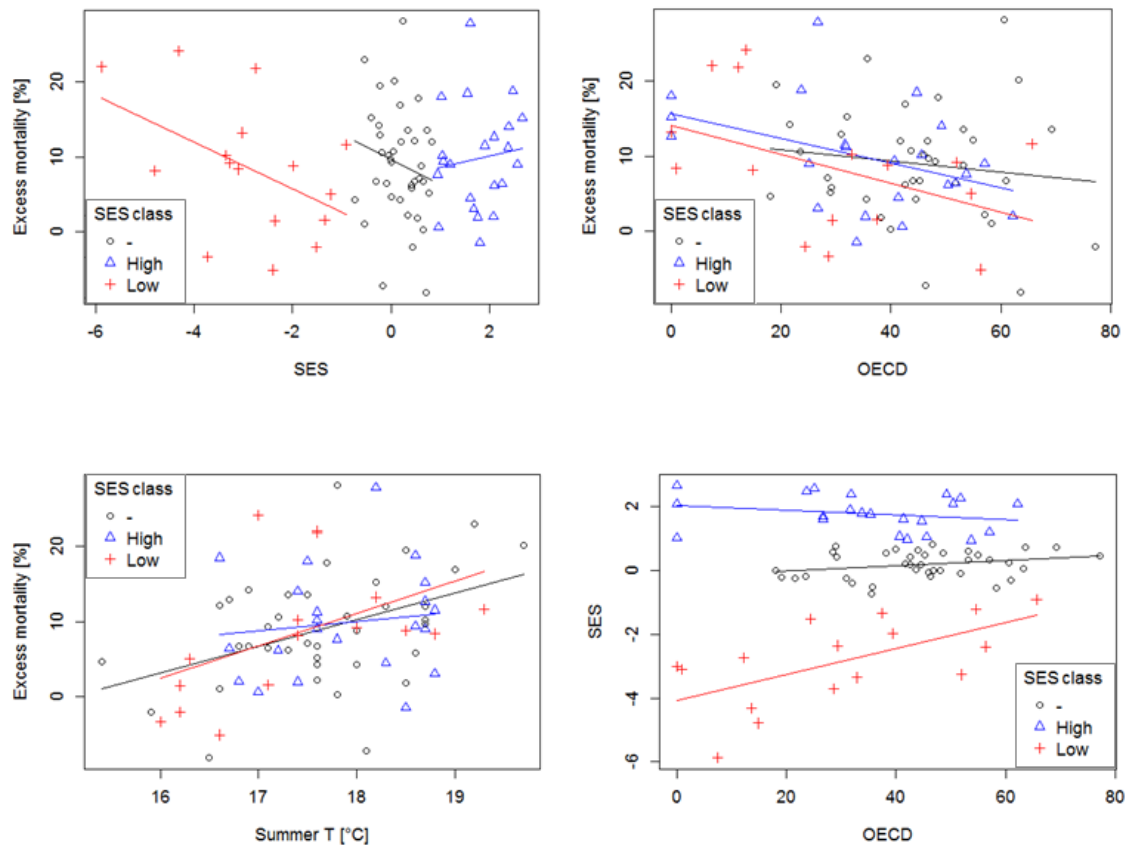 Excess mortality [%]
20
10
0
SES class
-
High
Low
-6 -4 -2 0 2
SES
Excess mortality [%]
20
10
0
SES class
-
High
Low
0 20 40 60 80
OECD
Excess mortality [%]
20
10
0
SES class
-
High
Low
16 17 18 19
Summer T [°C]
SES
2
0
-2
-4
-6
SES class
-
High
Low
0 20 40 60 80
OECD